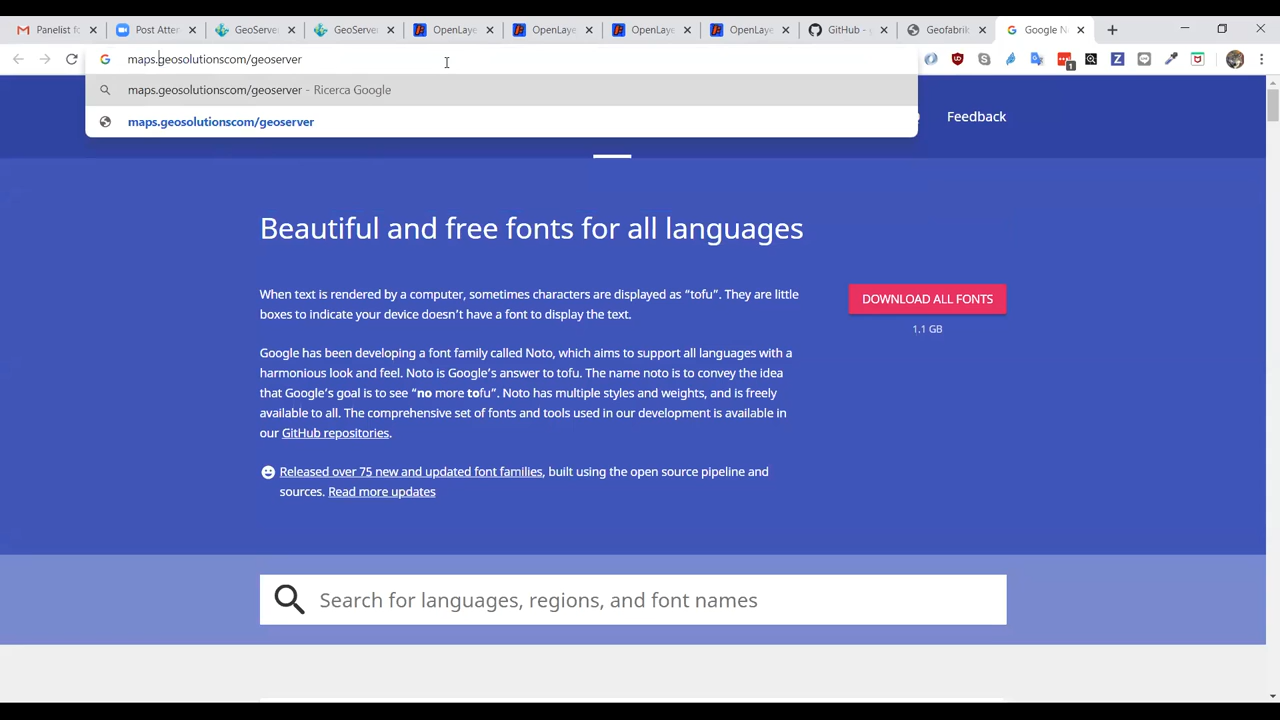 Panelist fo
Post Atten
GeoServe
GeoServe
OpenLaye
OpenLaye
OpenLaye
OpenLaye
GitHub - g
Geofabrik
Google N
maps.geosolutionscom/geoserver
1
maps.geosolutionscom/geoserver - Ricerca Google
maps.geosolutionscom/geoserver
Feedback
Beautiful and free fonts for all languages
When text is rendered by a computer, sometimes characters are displayed as “tofu”. They are little
boxes to indicate your device doesn’t have a font to display the text.
DOWNLOAD ALL FONTS
1.1 GB
Google has been developing a font family called Noto, which aims to support all languages with a
harmonious look and feel. Noto is Google’s answer to tofu. The name noto is to convey the idea
that Google’s goal is to see “no more tofu”. Noto has multiple styles and weights, and is freely
available to all. The comprehensive set of fonts and tools used in our development is available in
our GitHub repositories.
Released over 75 new and updated font families, built using the open source pipeline and
sources. Read more updates
Search for languages, regions, and font names